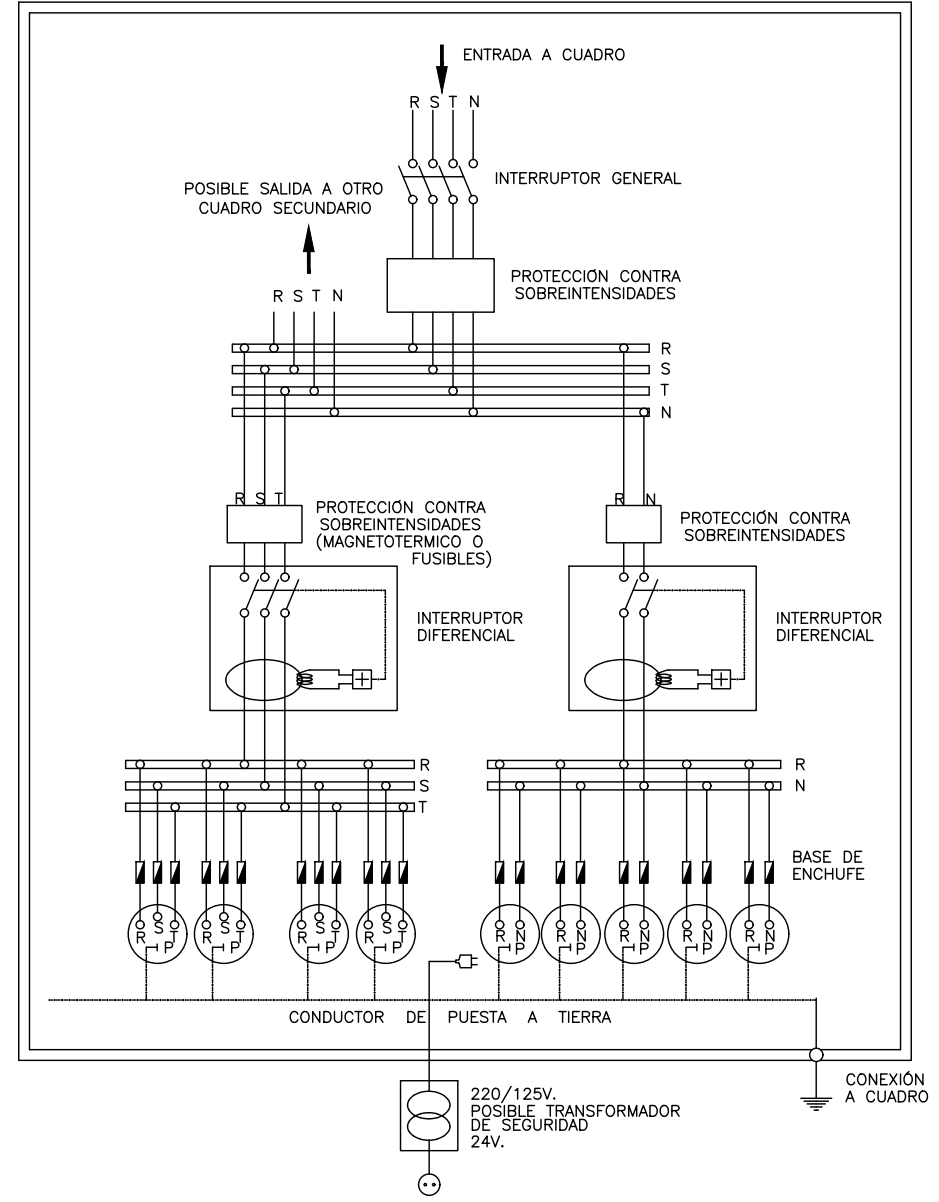 ENTRADA A CUADRO
R S T N
INTERRUPTOR GENERAL
POSIBLE SALIDA A OTRO
CUADRO SECUNDARIO
PROTECCIÓN CONTRA
SOBREINTENSIDADES
R S T N
R
S
T
N
R S T
PROTECCIÓN CONTRA
SOBREINTENSIDADES
(MAGNETOTERMICO O
FUSIBLES)
R N
PROTECCIÓN CONTRA
SOBREINTENSIDADES
INTERRUPTOR
DIFERENCIAL
INTERRUPTOR
DIFERENCIAL
R
S
T
R
N
BASE DE
ENCHUFE
R S T P
R S T P
R S T P
R S T P
R N P
R N P
R N P
R N P
R N P
CONDUCTOR DE PUESTA A TIERRA
CONEXIÓN
A CUADRO
220/125V.
POSIBLE TRANSFORMADOR
DE SEGURIDAD
24V.